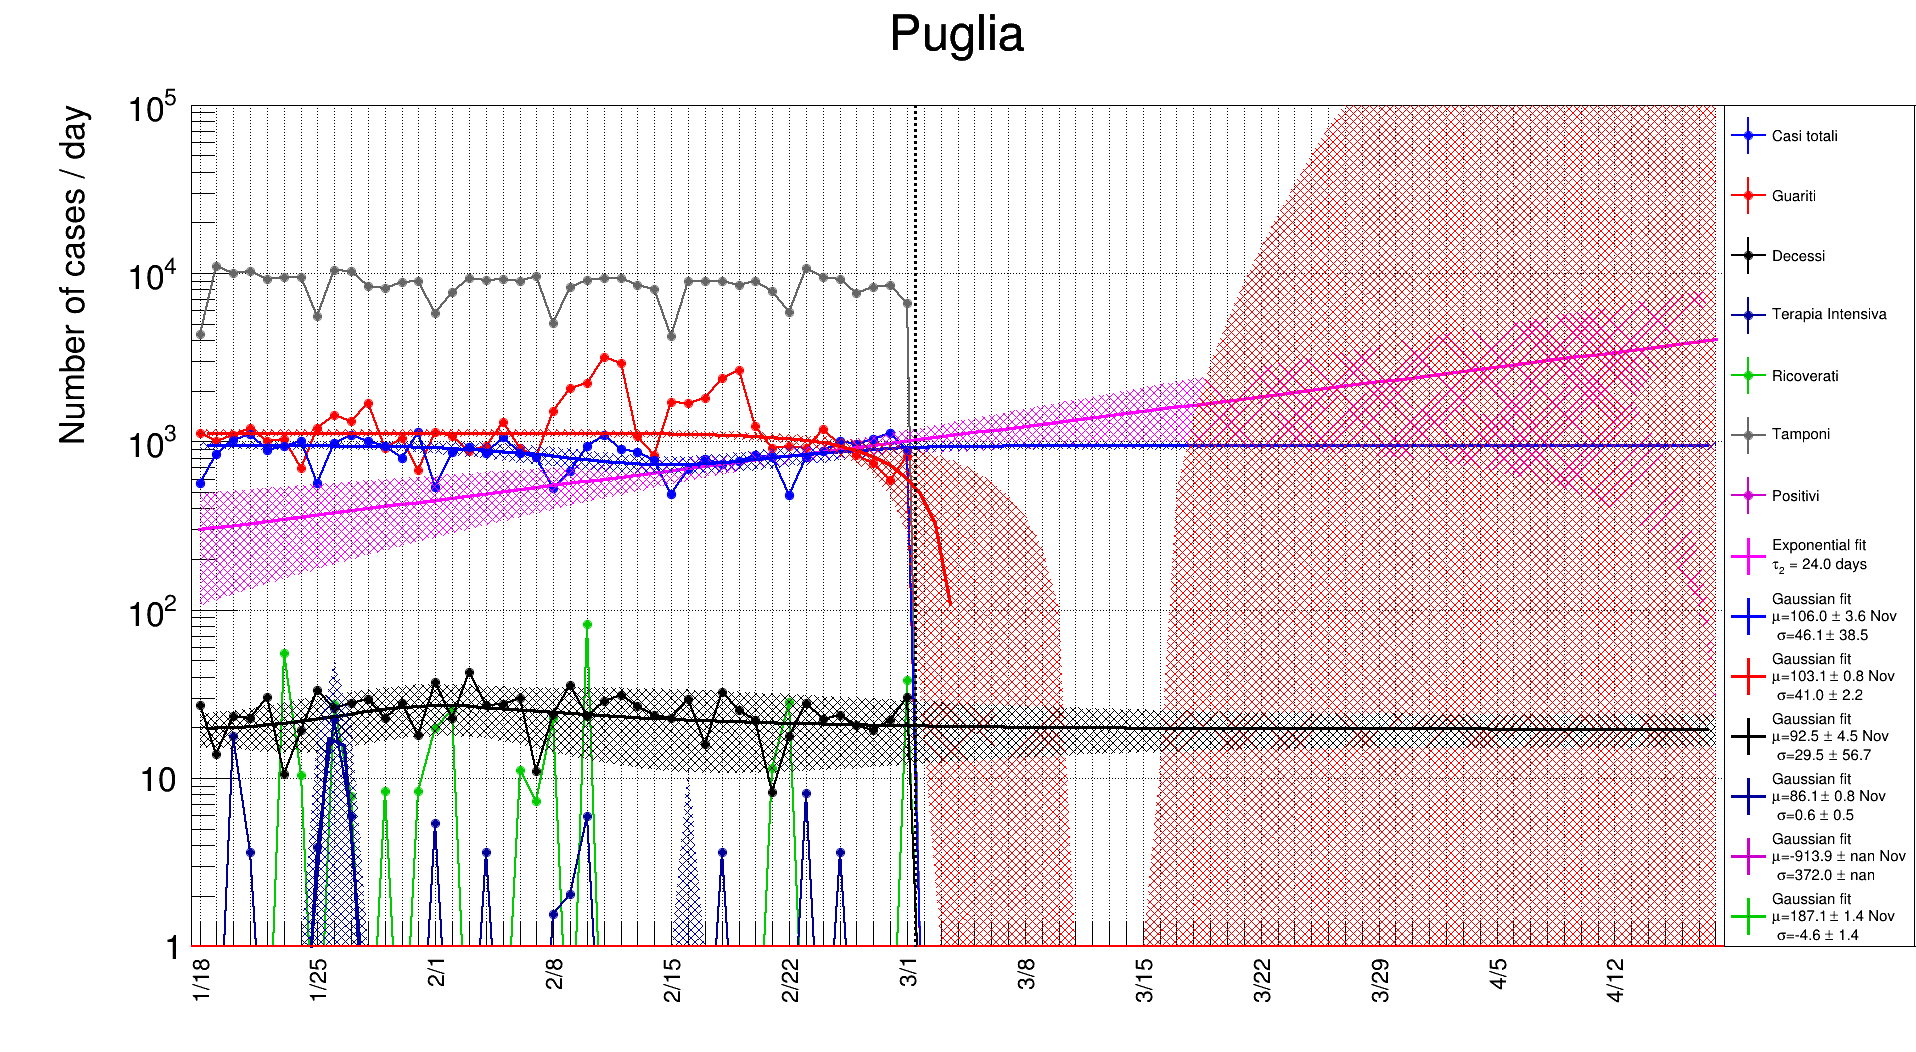 Puglia
Number of cases / day
10^5
10^4
10^3
10^2
10
1
1/18
1/25
2/1
2/8
2/15
2/22
3/1
3/8
3/15
3/22
3/29
4/5
4/12
Casi totali
Guariti
Decessi
Terapia Intensiva
Ricoverati
Tamponi
Positivi
Exponential fit
τ₂ = 24.0 days
Gaussian fit
μ=106.0 ± 3.6 Nov
σ=46.1 ± 38.5
Gaussian fit
μ=103.1 ± 0.8 Nov
σ=41.0 ± 2.2
Gaussian fit
μ=92.5 ± 4.5 Nov
σ=29.5 ± 56.7
Gaussian fit
μ=86.1 ± 0.8 Nov
σ=0.6 ± 0.5
Gaussian fit
μ=-913.9 ± nan Nov
σ=372.0 ± nan
Gaussian fit
μ=187.1 ± 1.4 Nov
σ=-4.6 ± 1.4